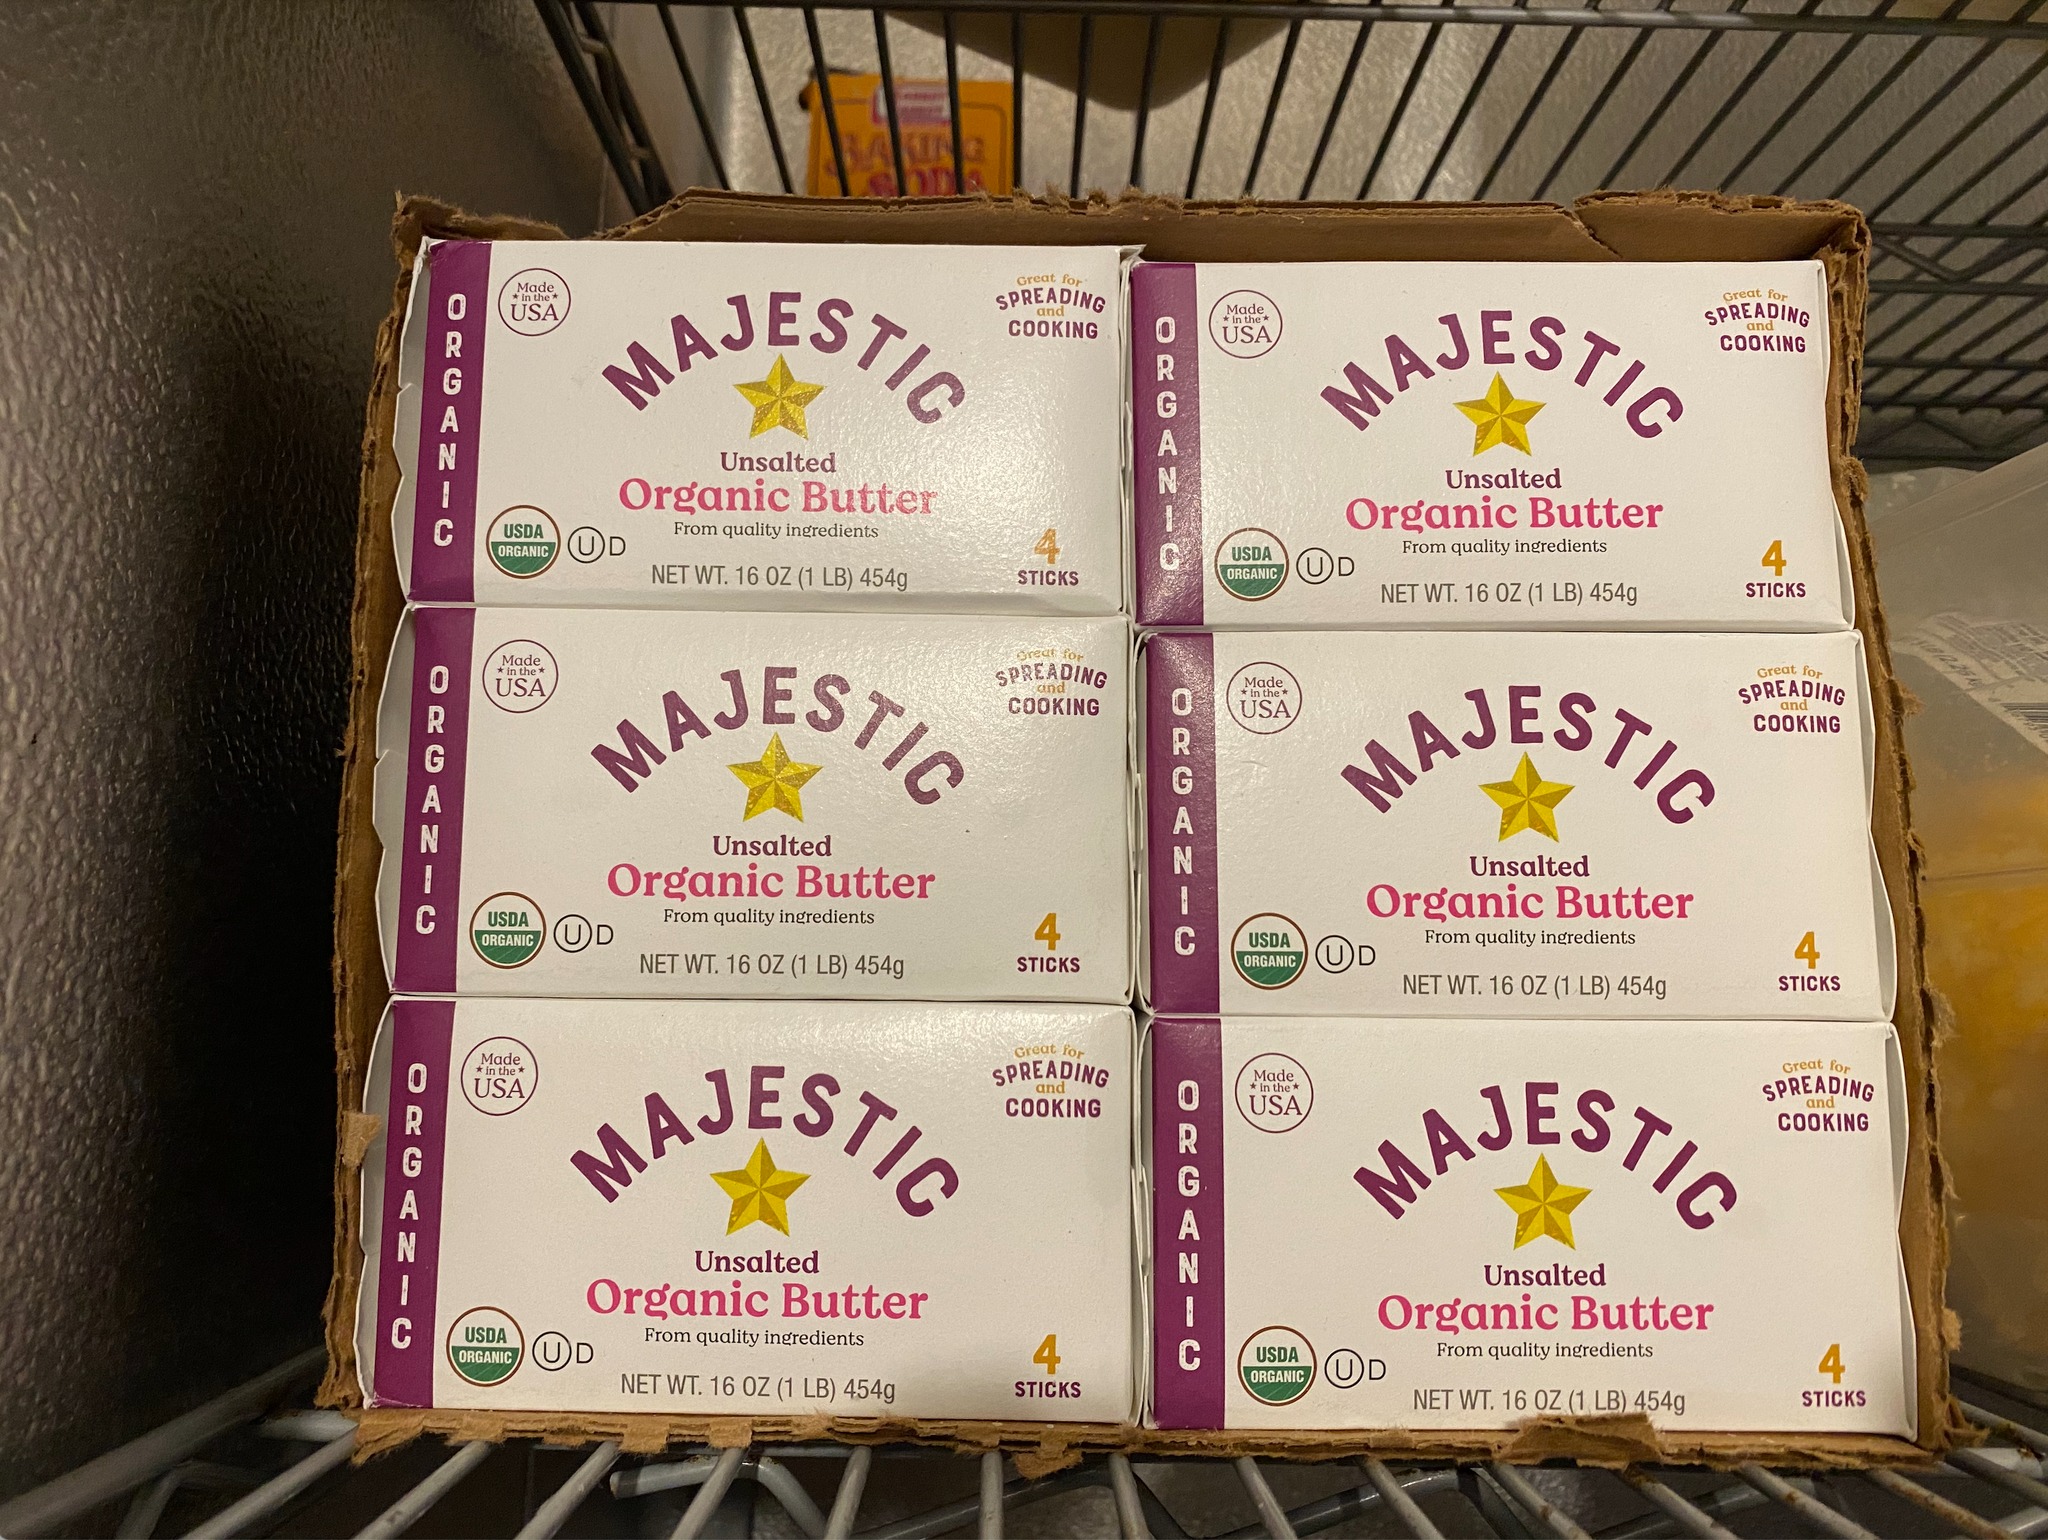 BAKING
SODA
ORGANIC
Made
in the
USA
MAJESTIC
Great for
SPREADING
and
COOKING
Unsalted
Organic Butter
From quality ingredients
USDA
ORGANIC
U D
NET WT. 16 OZ (1 LB) 454g
4
STICKS
ORGANIC
Made
in the
USA
MAJESTIC
Great for
SPREADING
and
COOKING
Unsalted
Organic Butter
From quality ingredients
USDA
ORGANIC
U D
NET WT. 16 OZ (1 LB) 454g
4
STICKS
ORGANIC
Made
in the
USA
MAJESTIC
Great for
SPREADING
and
COOKING
Unsalted
Organic Butter
From quality ingredients
USDA
ORGANIC
U D
NET WT. 16 OZ (1 LB) 454g
4
STICKS
ORGANIC
Made
in the
USA
MAJESTIC
Great for
SPREADING
and
COOKING
Unsalted
Organic Butter
From quality ingredients
USDA
ORGANIC
U D
NET WT. 16 OZ (1 LB) 454g
4
STICKS
ORGANIC
Made
in the
USA
MAJESTIC
Great for
SPREADING
and
COOKING
Unsalted
Organic Butter
From quality ingredients
USDA
ORGANIC
U D
NET WT. 16 OZ (1 LB) 454g
4
STICKS
ORGANIC
Made
in the
USA
MAJESTIC
Great for
SPREADING
and
COOKING
Unsalted
Organic Butter
From quality ingredients
USDA
ORGANIC
U D
NET WT. 16 OZ (1 LB) 454g
4
STICKS